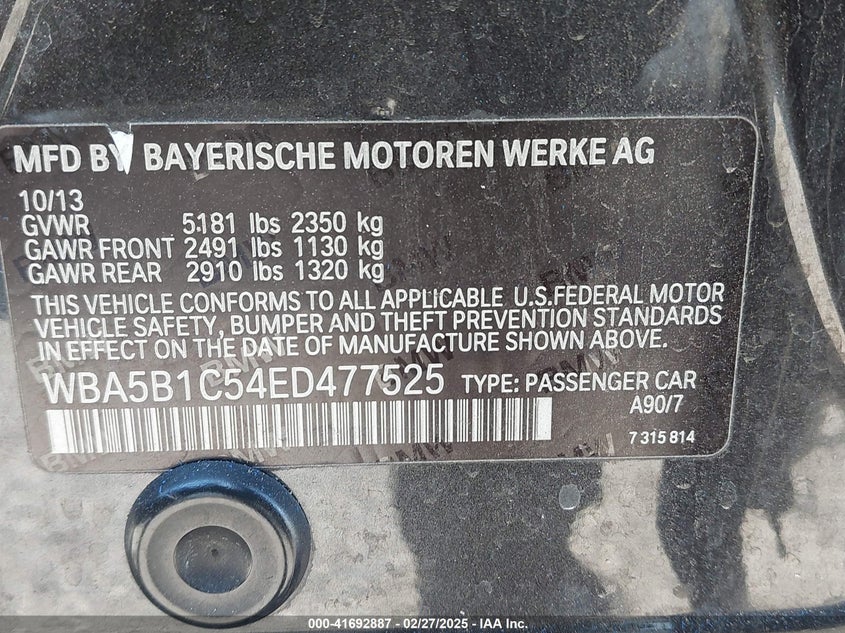 MFD BY BAYERISCHE MOTOREN WERKE AG
10/13
GVWR 5181 lbs 2350 kg
GAWR FRONT 2491 lbs 1130 kg
GAWR REAR 2910 lbs 1320 kg
THIS VEHICLE CONFORMS TO ALL APPLICABLE U.S.FEDERAL MOTOR
VEHICLE SAFETY, BUMPER AND THEFT PREVENTION STANDARDS
IN EFFECT ON THE DATE OF MANUFACTURE SHOWN ABOVE.
WBA5B1C54ED477525 TYPE: PASSENGER CAR
A90/7
7 315 814
000-41692887 - 02/27/2025 - IAA Inc.